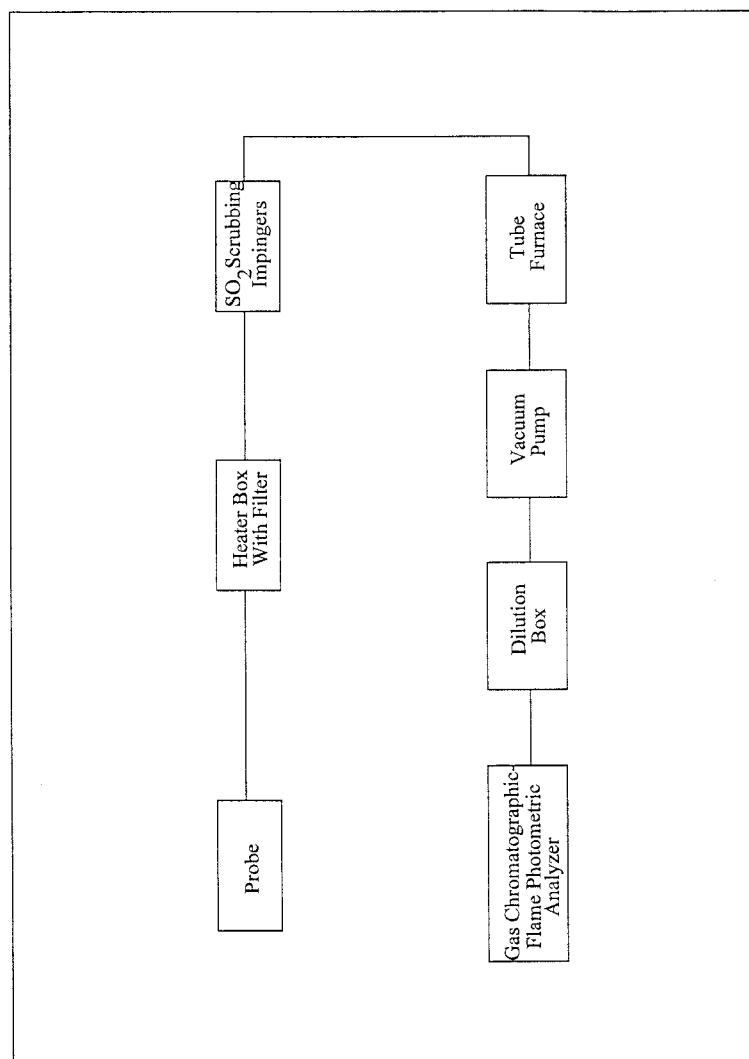 Probe
Heater Box
With Filter
SO2 Scrubbing
Impingers
Tube
Furnace
Vacuum
Pump
Dilution
Box
Gas Chromatographic-
Flame Photometric
Analyzer